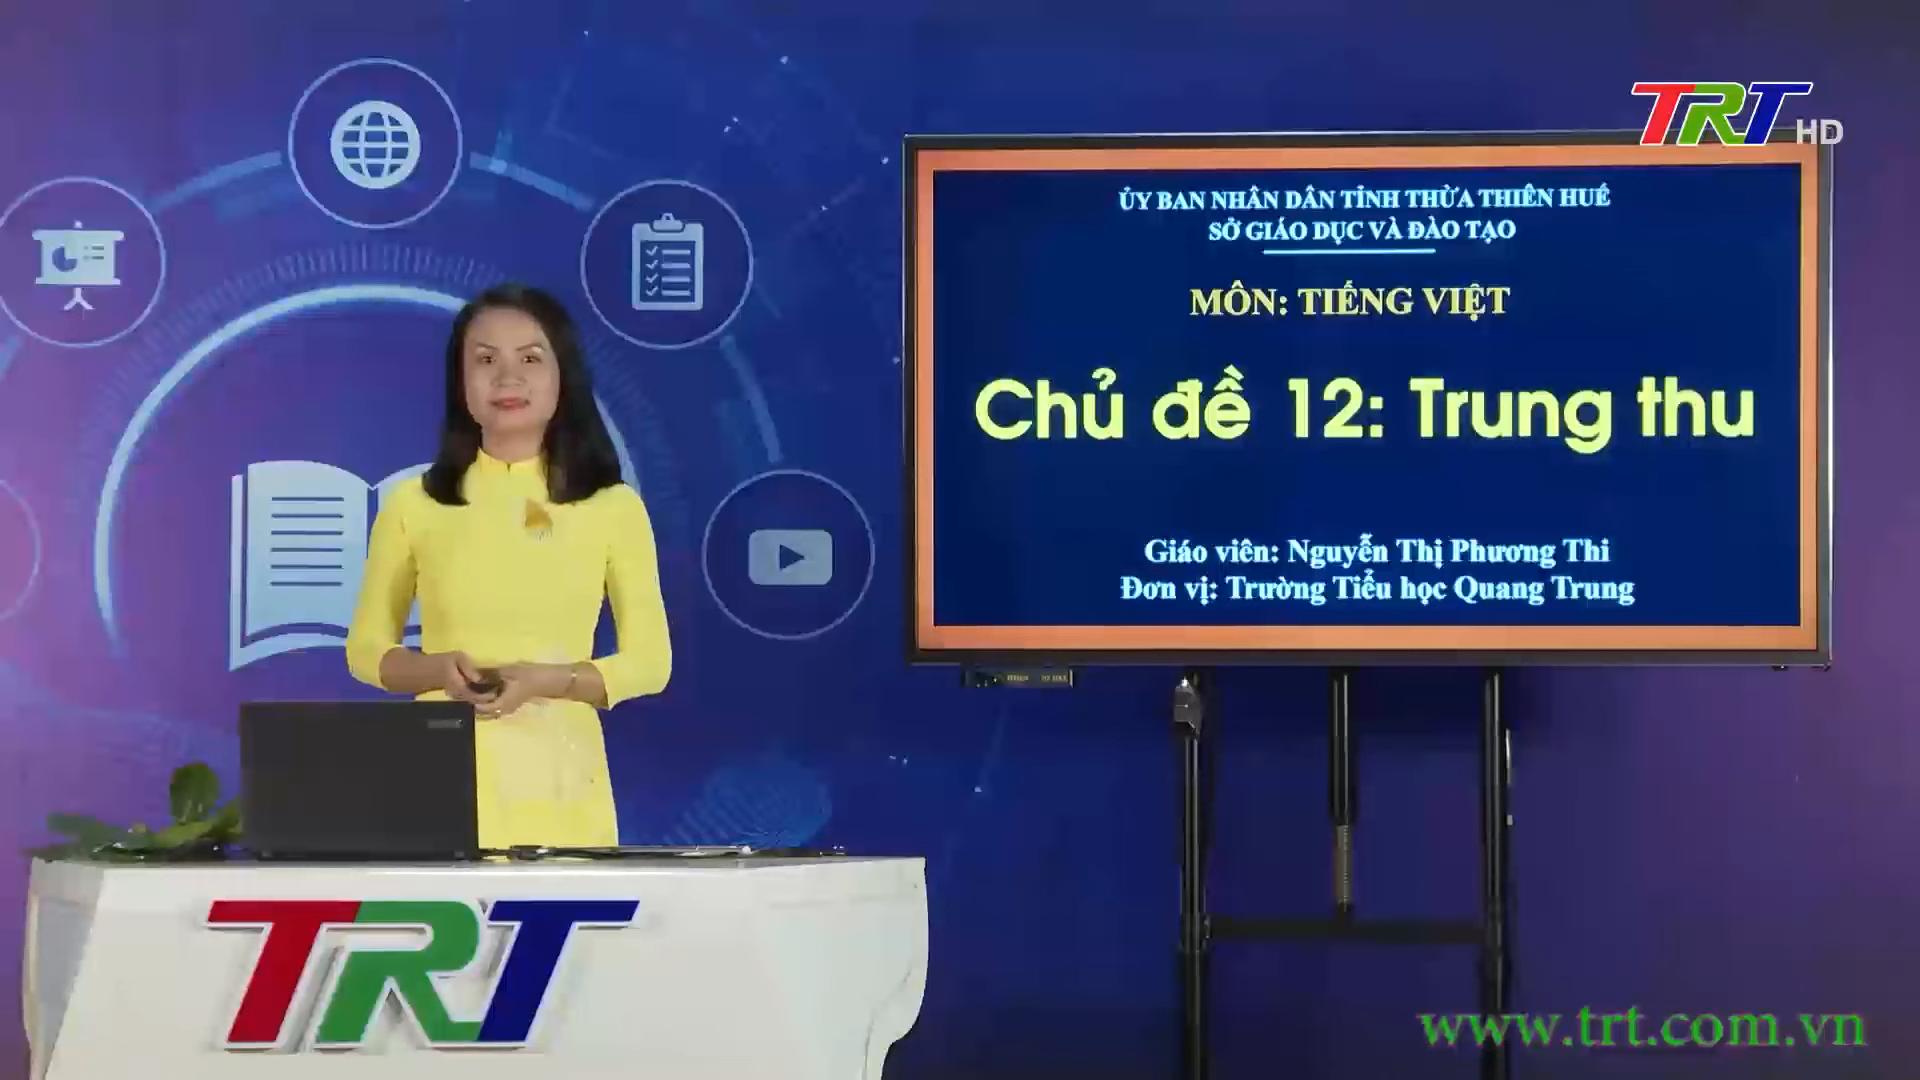 TRT HD
ỦY BAN NHÂN DÂN TỈNH THỪA THIÊN HUẾ
SỞ GIÁO DỤC VÀ ĐÀO TẠO
MÔN: TIẾNG VIỆT
Chủ đề 12: Trung thu
Giáo viên: Nguyễn Thị Phương Thi
Đơn vị: Trường Tiểu học Quang Trung
TRT
www.trt.com.vn